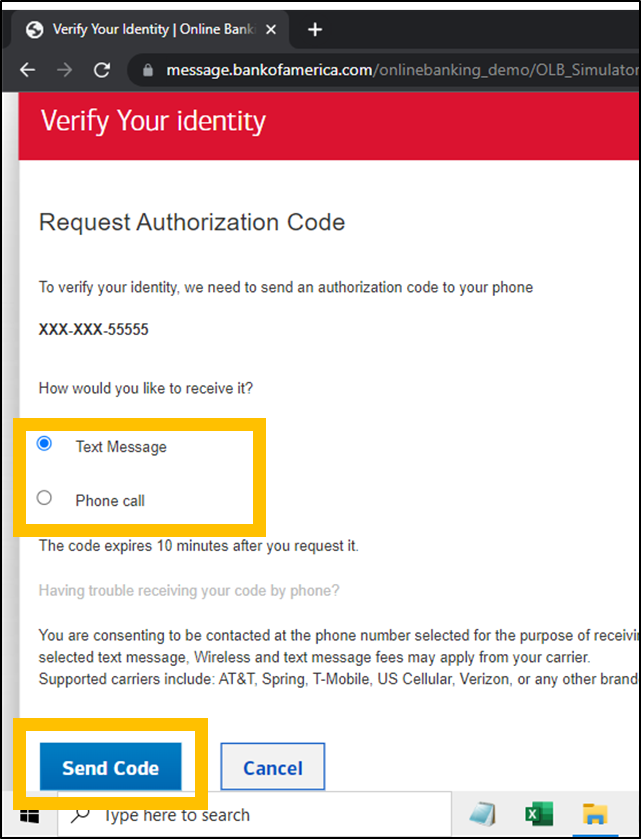 Verify Your Identity | Online Bank
message.bankofamerica.com/onlinebanking_demo/OLB_Simulator
Verify Your identity
Request Authorization Code
To verify your identity, we need to send an authorization code to your phone
XXX-XXX-55555
How would you like to receive it?
Text Message
Phone call
The code expires 10 minutes after you request it.
Having trouble receiving your code by phone?
You are consenting to be contacted at the phone number selected for the purpose of receivi
selected text message, Wireless and text message fees may apply from your carrier.
Supported carriers include: AT&T, Spring, T-Mobile, US Cellular, Verizon, or any other brand
Send Code
Cancel
Type here to search